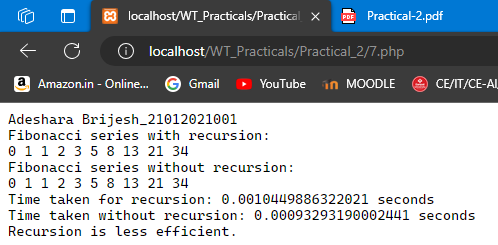 localhost/WT_Practicals/Practical
Practical-2.pdf
localhost/WT_Practicals/Practical_2/7.php
Amazon.in - Online... Gmail YouTube MOODLE CE/IT/CE-AI
Adeshara Brijesh_21012021001
Fibonacci series with recursion:
0 1 1 2 3 5 8 13 21 34
Fibonacci series without recursion:
0 1 1 2 3 5 8 13 21 34
Time taken for recursion: 0.0010449886322021 seconds
Time taken without recursion: 0.00093293190002441 seconds
Recursion is less efficient.